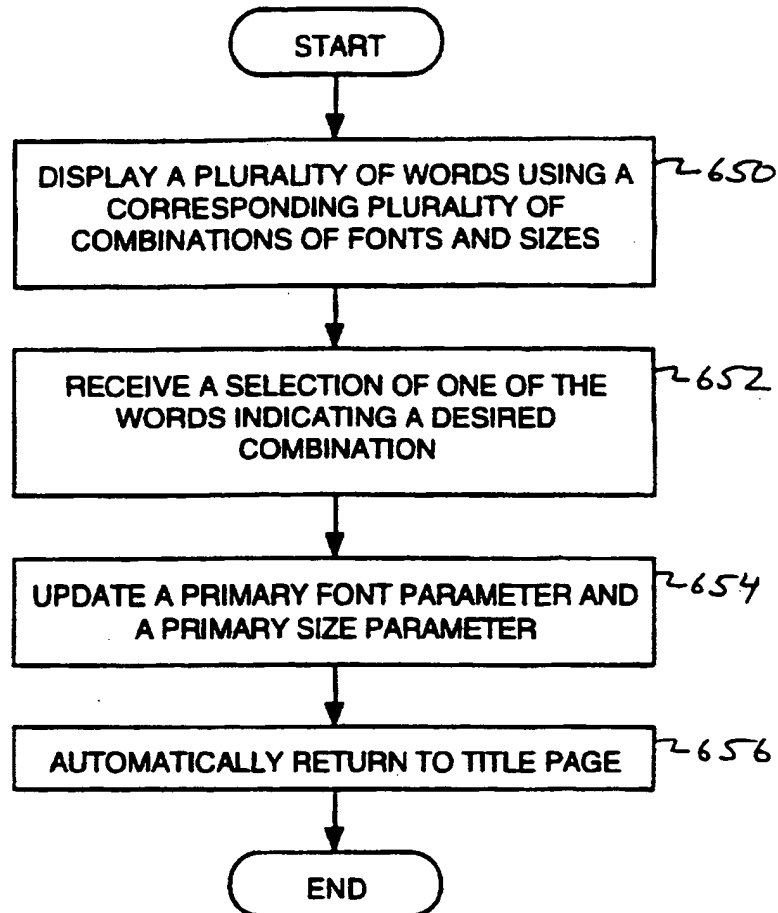 START
DISPLAY A PLURALITY OF WORDS USING A
CORRESPONDING PLURALITY OF
COMBINATIONS OF FONTS AND SIZES
650
RECEIVE A SELECTION OF ONE OF THE
WORDS INDICATING A DESIRED
COMBINATION
652
UPDATE A PRIMARY FONT PARAMETER AND
A PRIMARY SIZE PARAMETER
654
AUTOMATICALLY RETURN TO TITLE PAGE
656
END